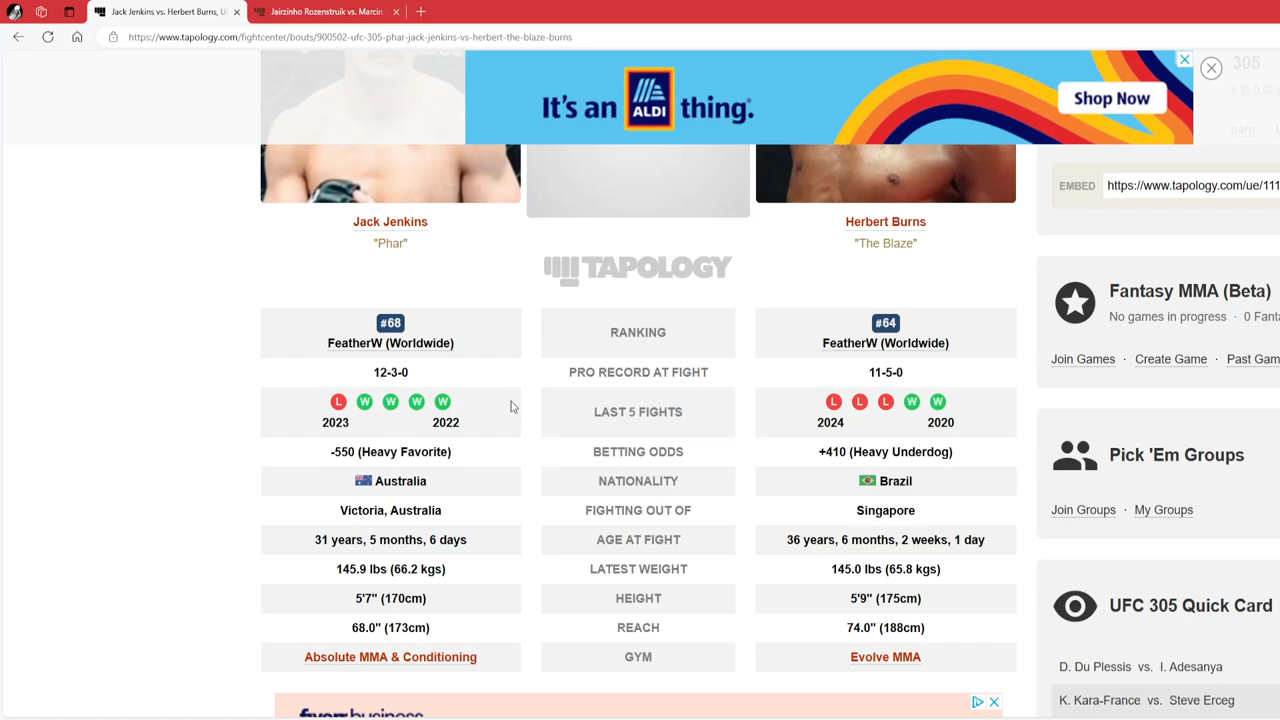 Jack Jenkins vs. Herbert Burns, U
Jairzinho Rozenstruik vs. Marcin
https://www.tapology.com/fightcenter/bouts/900502-ufc-305-phar-jack-jenkins-vs-herbert-the-blaze-burns
It's an ALDI thing.
Shop Now
305
pare
EMBED https://www.tapology.com/ue/111
Jack Jenkins
Herbert Burns
"Phar"
"The Blaze"
TAPOLOGY
#68
FeatherW (Worldwide)
RANKING
#64
FeatherW (Worldwide)
12-3-0
PRO RECORD AT FIGHT
11-5-0
L W W W W
2023 2022
LAST 5 FIGHTS
L L L W W
2024 2020
-550 (Heavy Favorite)
BETTING ODDS
+410 (Heavy Underdog)
Australia
NATIONALITY
Brazil
Victoria, Australia
FIGHTING OUT OF
Singapore
31 years, 5 months, 6 days
AGE AT FIGHT
36 years, 6 months, 2 weeks, 1 day
145.9 lbs (66.2 kgs)
LATEST WEIGHT
145.0 lbs (65.8 kgs)
5'7" (170cm)
HEIGHT
5'9" (175cm)
68.0" (173cm)
REACH
74.0" (188cm)
Absolute MMA & Conditioning
GYM
Evolve MMA
fiverr business
Fantasy MMA (Beta)
No games in progress · 0 Fanta
Join Games · Create Game · Past Gam
Pick 'Em Groups
Join Groups · My Groups
UFC 305 Quick Card
D. Du Plessis vs. I. Adesanya
K. Kara-France vs. Steve Erceg